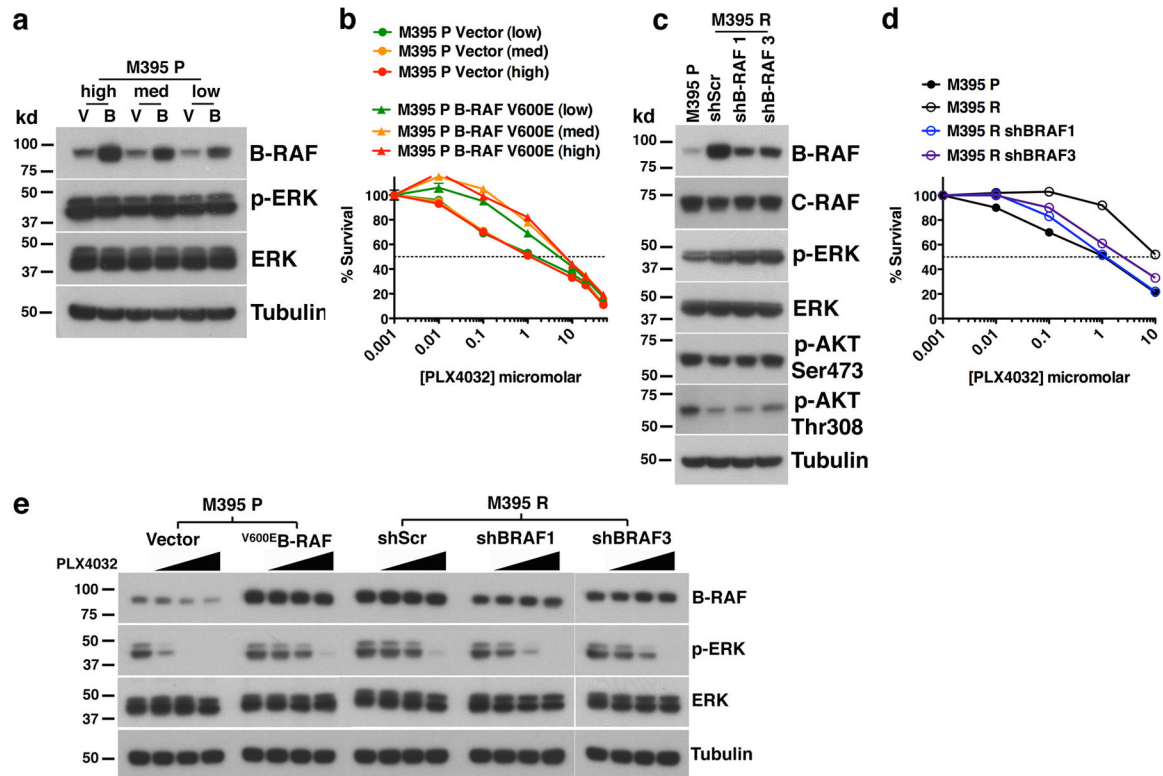 a
M395 P
high med low
kd V B V B V B
100
75
B-RAF
50
37
p-ERK
50
37
ERK
50
Tubulin
b
M395 P Vector (low)
M395 P Vector (med)
M395 P Vector (high)
M395 P B-RAF V600E (low)
M395 P B-RAF V600E (med)
M395 P B-RAF V600E (high)
% Survival
100
80
60
40
20
0
0.001 0.01 0.1 1 10
[PLX4032] micromolar
c
M395 R
M395 P shScr shB-RAF 1 shB-RAF 3
kd
100
75
B-RAF
75
C-RAF
50
37
p-ERK
50
37
ERK
75
50
p-AKT
Ser473
75
50
p-AKT
Thr308
50
Tubulin
d
M395 P
M395 R
M395 R shBRAF1
M395 R shBRAF3
% Survival
100
80
60
40
20
0
0.001 0.01 0.1 1 10
[PLX4032] micromolar
e
M395 P M395 R
Vector V600EB-RAF shScr shBRAF1 shBRAF3
PLX4032
100
75
B-RAF
50
37
p-ERK
50
37
ERK
50
Tubulin